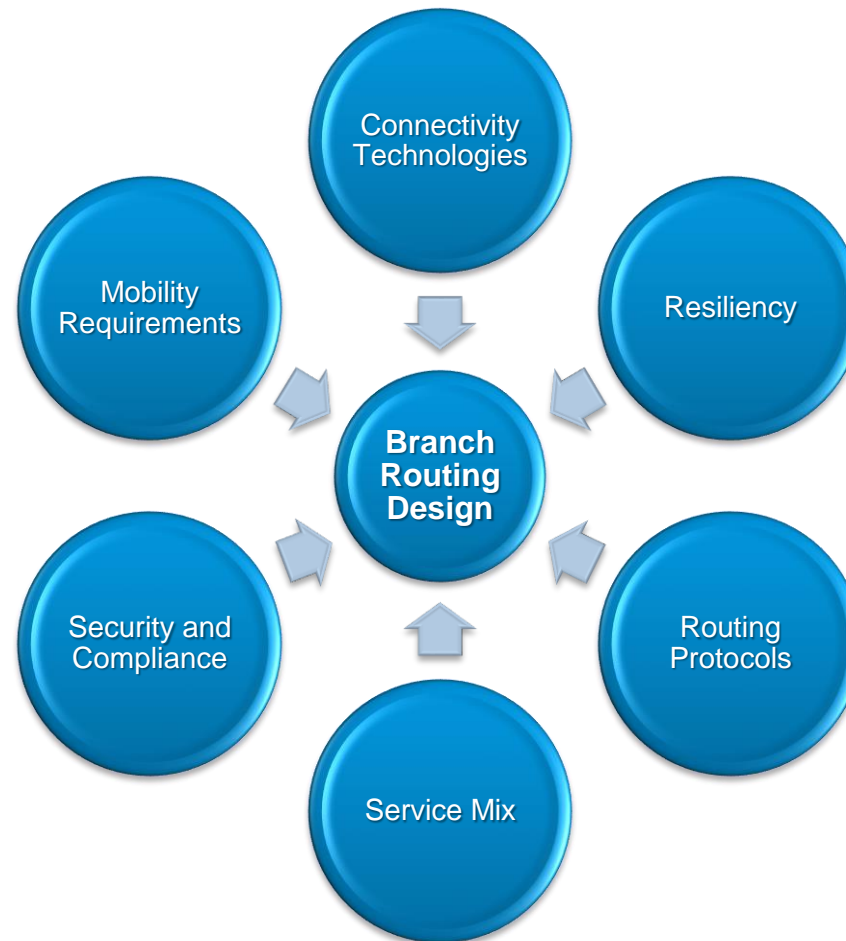 Connectivity
Technologies
Mobility
Requirements
Resiliency
Branch
Routing
Design
Security and
Compliance
Routing
Protocols
Service Mix